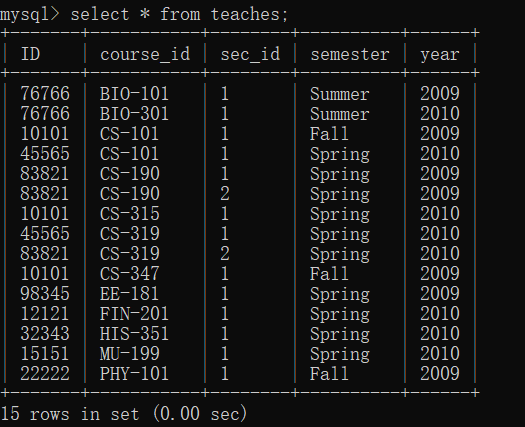 mysql> select * from teaches;
+-------+-----------+--------+----------+------+
| ID    | course_id | sec_id | semester | year |
+-------+-----------+--------+----------+------+
| 76766 | BIO-101   | 1      | Summer   | 2009 |
| 76766 | BIO-301   | 1      | Summer   | 2010 |
| 10101 | CS-101    | 1      | Fall     | 2009 |
| 45565 | CS-101    | 1      | Spring   | 2010 |
| 83821 | CS-190    | 1      | Spring   | 2009 |
| 83821 | CS-190    | 2      | Spring   | 2009 |
| 10101 | CS-315    | 1      | Spring   | 2010 |
| 45565 | CS-319    | 1      | Spring   | 2010 |
| 83821 | CS-319    | 2      | Spring   | 2010 |
| 10101 | CS-347    | 1      | Fall     | 2009 |
| 98345 | EE-181    | 1      | Spring   | 2009 |
| 12121 | FIN-201   | 1      | Spring   | 2010 |
| 32343 | HIS-351   | 1      | Spring   | 2010 |
| 15151 | MU-199    | 1      | Spring   | 2010 |
| 22222 | PHY-101   | 1      | Fall     | 2009 |
+-------+-----------+--------+----------+------+
15 rows in set (0.00 sec)